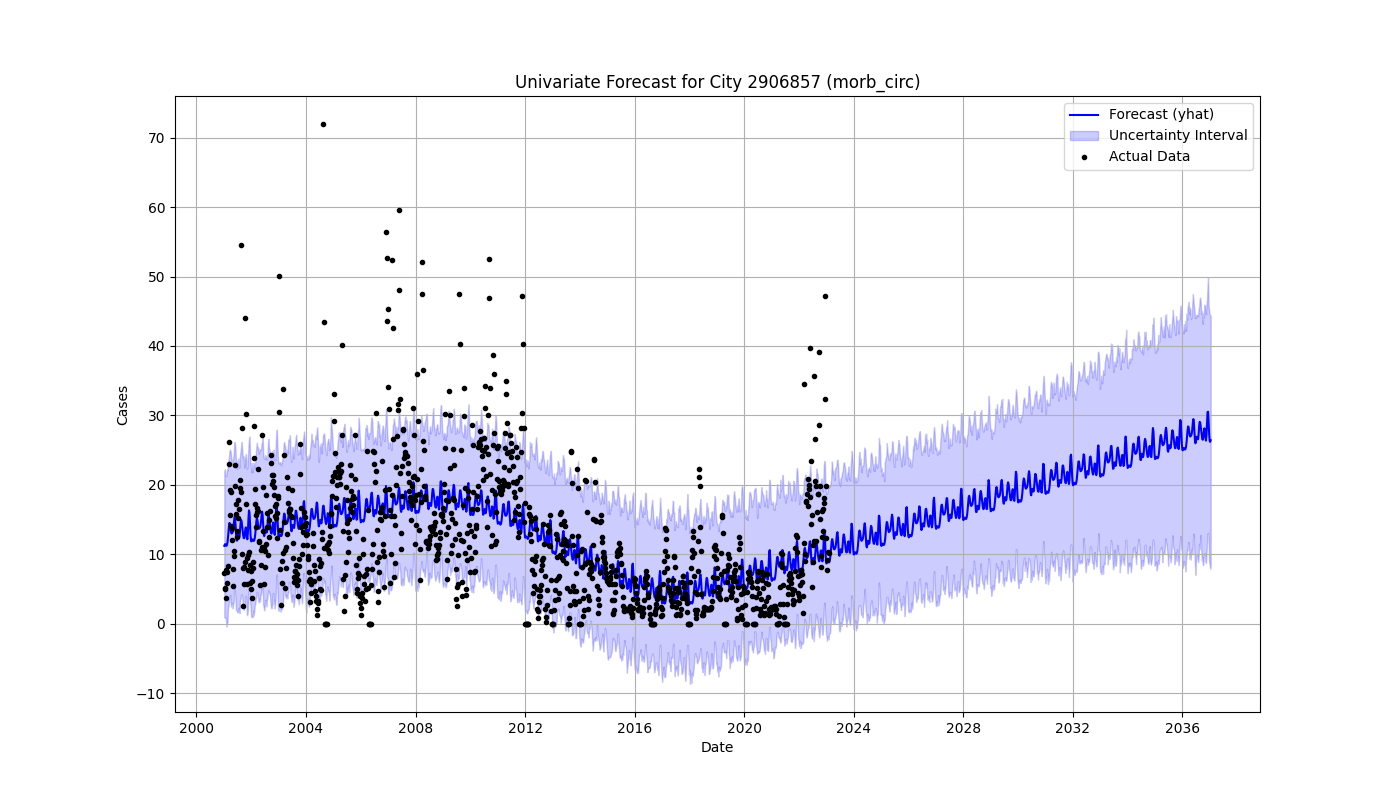 Univariate Forecast for City 2906857 (morb_circ)
Forecast (yhat)
Uncertainty Interval
Actual Data
70
60
50
40
30
20
10
0
−10
Cases
2000 2004 2008 2012 2016 2020 2024 2028 2032 2036
Date